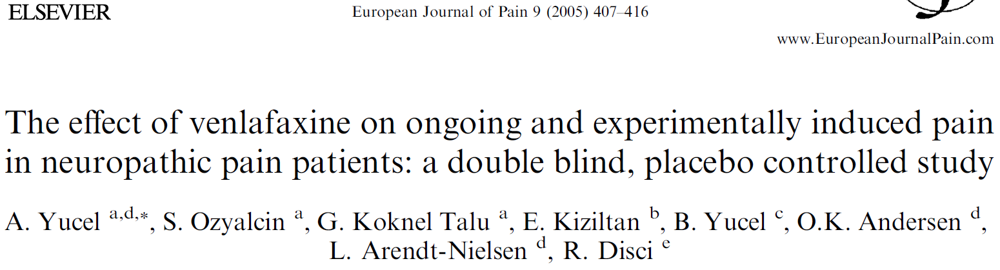 ELSEVIER
European Journal of Pain 9 (2005) 407–416
www.EuropeanJournalPain.com
The effect of venlafaxine on ongoing and experimentally induced pain
in neuropathic pain patients: a double blind, placebo controlled study
A. Yucel a,d,*, S. Ozyalcin a, G. Koknel Talu a, E. Kiziltan b, B. Yucel c, O.K. Andersen d,
L. Arendt-Nielsen d, R. Disci e